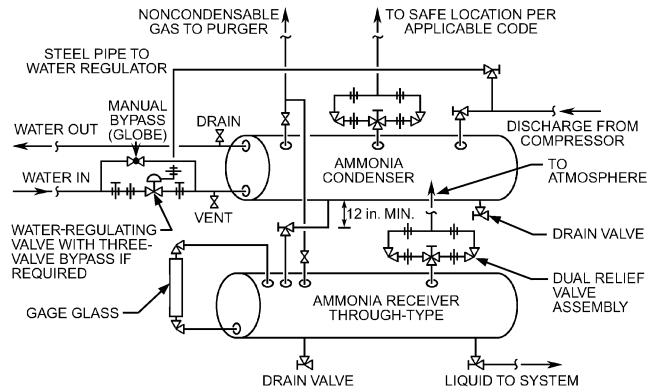 NONCONDENSABLE
GAS TO PURGER
TO SAFE LOCATION PER
APPLICABLE CODE
STEEL PIPE TO
WATER REGULATOR
MANUAL
BYPASS
(GLOBE)
DRAIN
WATER OUT
DISCHARGE FROM
COMPRESSOR
AMMONIA
CONDENSER
WATER IN
TO
ATMOSPHERE
VENT
12 in. MIN.
WATER-REGULATING
VALVE WITH THREE-
VALVE BYPASS IF
REQUIRED
DRAIN VALVE
DUAL RELIEF
VALVE
ASSEMBLY
GAGE GLASS
AMMONIA RECEIVER
THROUGH-TYPE
DRAIN VALVE
LIQUID TO SYSTEM